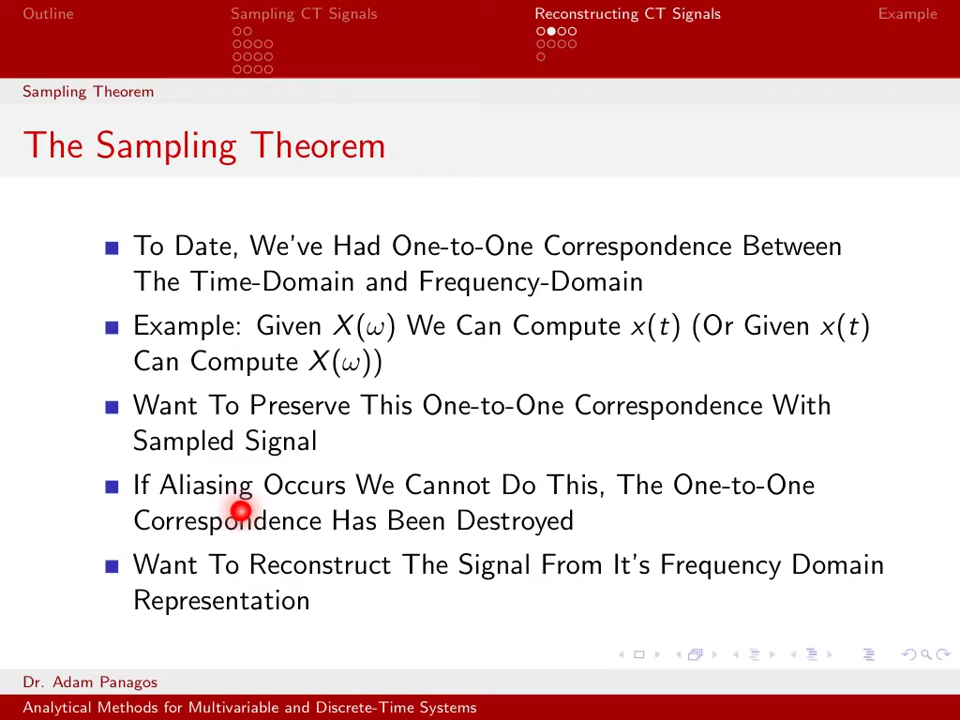 Outline
Sampling CT Signals
Reconstructing CT Signals
Example
Sampling Theorem
The Sampling Theorem
To Date, We've Had One-to-One Correspondence Between
The Time-Domain and Frequency-Domain
Example: Given X(ω) We Can Compute x(t) (Or Given x(t)
Can Compute X(ω))
Want To Preserve This One-to-One Correspondence With
Sampled Signal
If Aliasing Occurs We Cannot Do This, The One-to-One
Correspondence Has Been Destroyed
Want To Reconstruct The Signal From It's Frequency Domain
Representation
Dr. Adam Panagos
Analytical Methods for Multivariable and Discrete-Time Systems